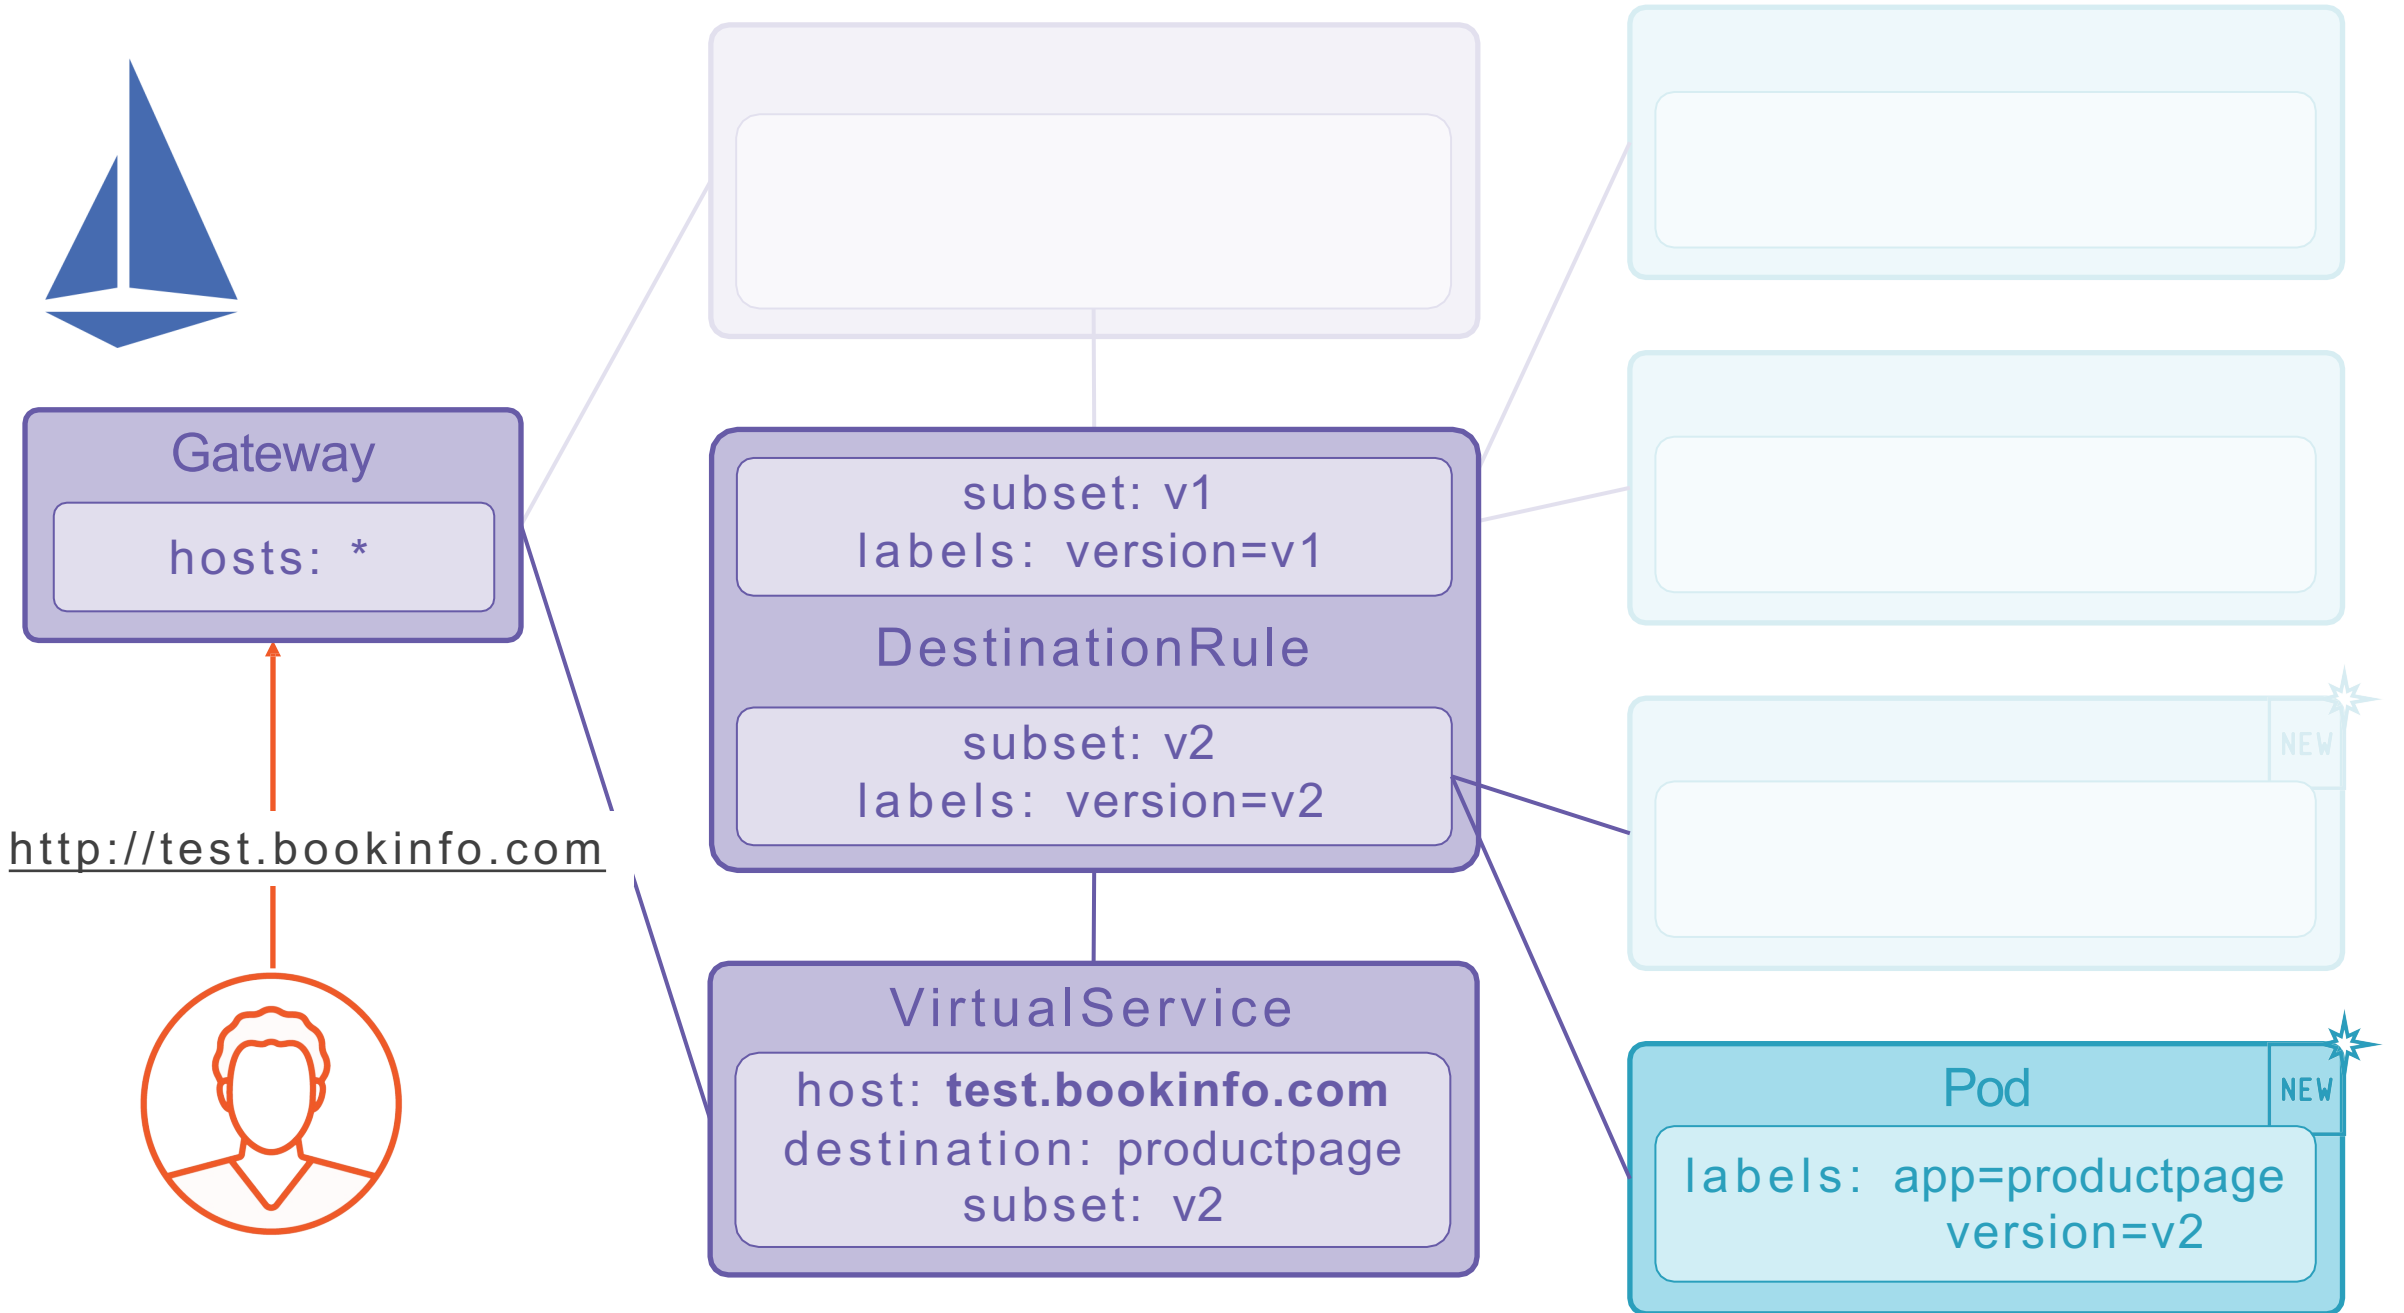 Gateway
hosts: *
http://test.bookinfo.com
subset: v1
labels: version=v1
DestinationRule
subset: v2
labels: version=v2
VirtualService
host: test.bookinfo.com
destination: productpage
subset: v2
NEW
Pod
NEW
labels: app=productpage
version=v2